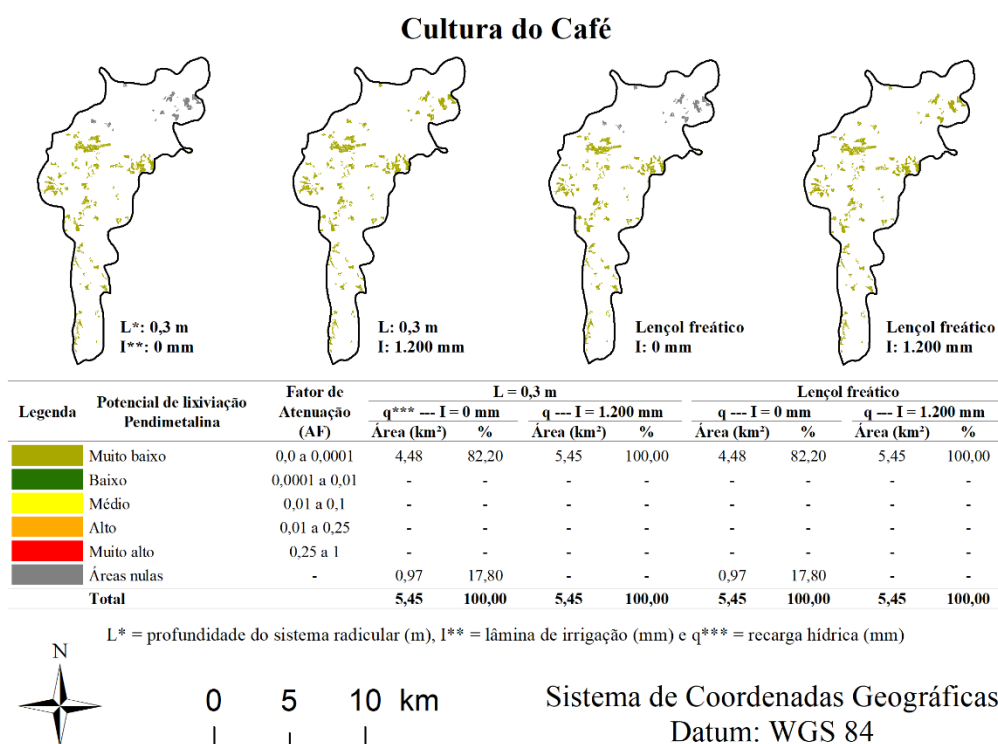 Cultura do Café
L*: 0,3 m
I**: 0 mm
L: 0,3 m
I: 1.200 mm
Lençol freático
I: 0 mm
Lençol freático
I: 1.200 mm
Legenda Potencial de lixiviação Pendimetalina Fator de Atenuação (AF) L = 0,3 m Lençol freático
q*** --- I = 0 mm q --- I = 1.200 mm q --- I = 0 mm q --- I = 1.200 mm
Área (km²) % Área (km²) % Área (km²) % Área (km²) %
Muito baixo 0,0 a 0,0001 4,48 82,20 5,45 100,00 4,48 82,20 5,45 100,00
Baixo 0,0001 a 0,01 - - - - - - - -
Médio 0,01 a 0,1 - - - - - - - -
Alto 0,01 a 0,25 - - - - - - - -
Muito alto 0,25 a 1 - - - - - - - -
Áreas nulas - 0,97 17,80 - - 0,97 17,80 - -
Total 5,45 100,00 5,45 100,00 5,45 100,00 5,45 100,00
L* = profundidade do sistema radicular (m), I** = lâmina de irrigação (mm) e q*** = recarga hídrica (mm)
N
0 5 10 km
Sistema de Coordenadas Geográficas
Datum: WGS 84